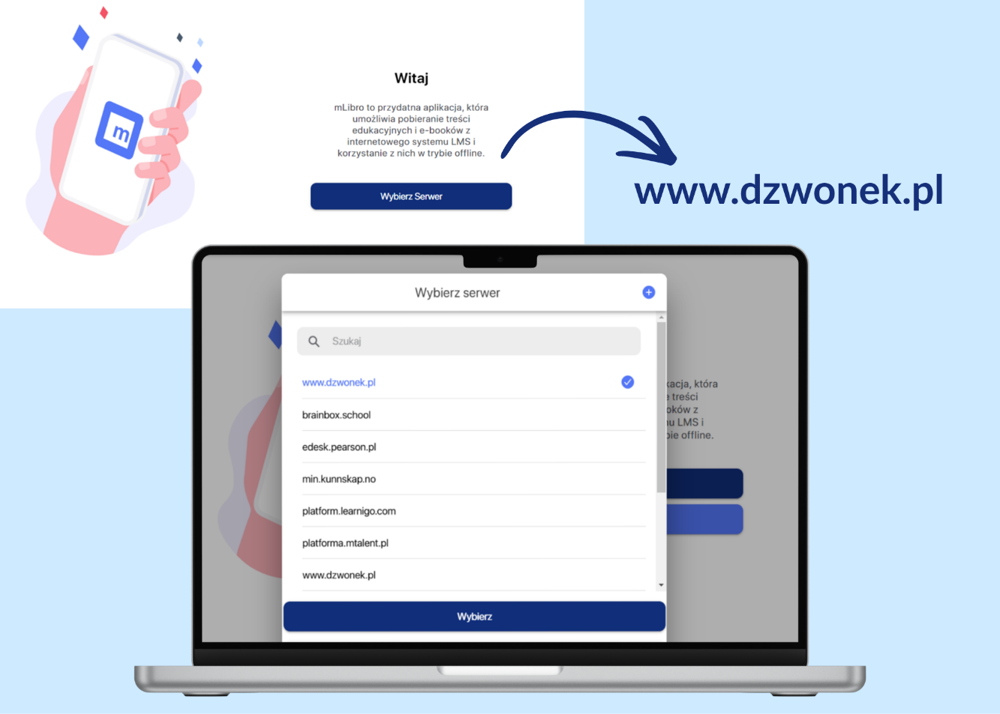 Witaj
mLibro to przydatna aplikacja, która
umożliwia pobieranie treści
edukacyjnych i e-booków z
internetowego systemu LMS i
korzystanie z nich w trybie offline.
Wybierz Serwer
m
www.dzwonek.pl
Wybierz serwer
Szukaj
www.dzwonek.pl
brainbox.school
edesk.pearson.pl
min.kunnskap.no
platform.learnigo.com
platforma.mtalent.pl
www.dzwonek.pl
Wybierz
kacja, która
e treści
oków z
u LMS i
bie offline.